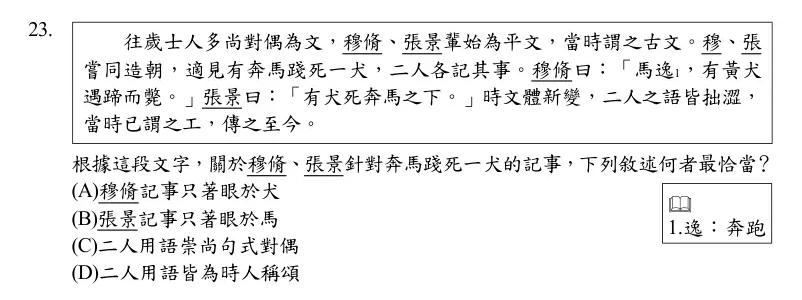 23.
往歲士人多尚對偶為文，穆脩、張景輩始為平文，當時謂之古文。穆、張
嘗同造朝，適見有奔馬踐死一犬，二人各記其事。穆脩曰：「馬逸1，有黃犬
遇蹄而斃。」張景曰：「有犬死奔馬之下。」時文體新變，二人之語皆拙澀，
當時已謂之工，傳之至今。
根據這段文字，關於穆脩、張景針對奔馬踐死一犬的記事，下列敘述何者最恰當？
(A)穆脩記事只著眼於犬
(B)張景記事只著眼於馬
(C)二人用語崇尚句式對偶
(D)二人用語皆為時人稱頌
1.逸：奔跑